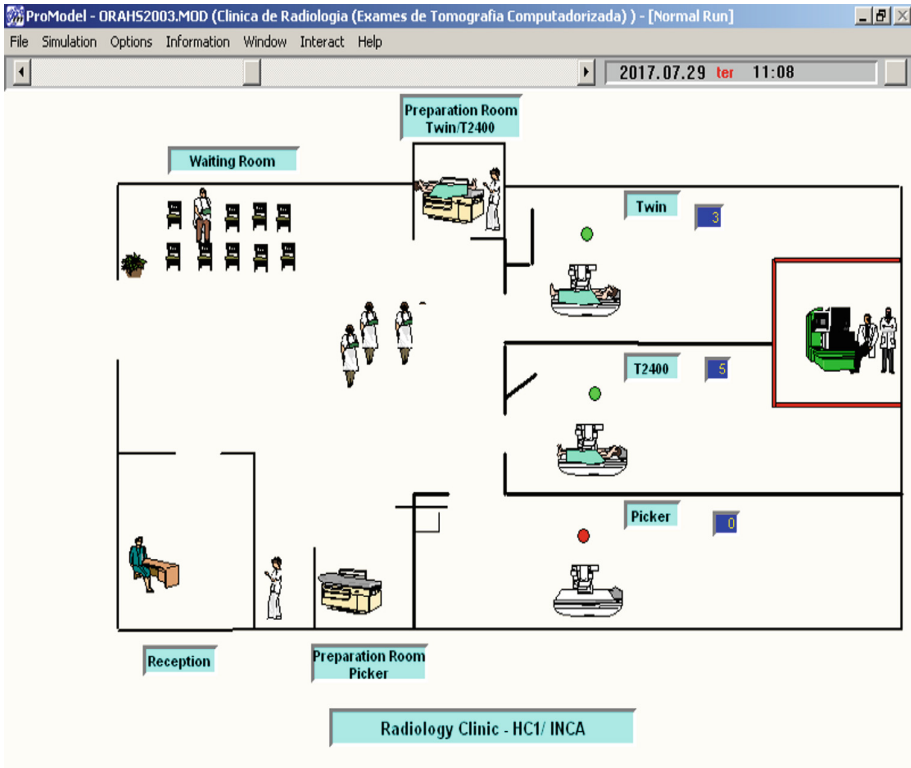 ProModel - ORAHS2003.MOD (Clinica de Radiologia (Exames de Tomografia Computadorizada) ) - [Normal Run]
File Simulation Options Information Window Interact Help
2017.07.29 ter 11:08
Preparation Room
Twin/T2400
Waiting Room
Twin
3
T2400
5
Picker
0
Reception
Preparation Room
Picker
Radiology Clinic - HC1/ INCA